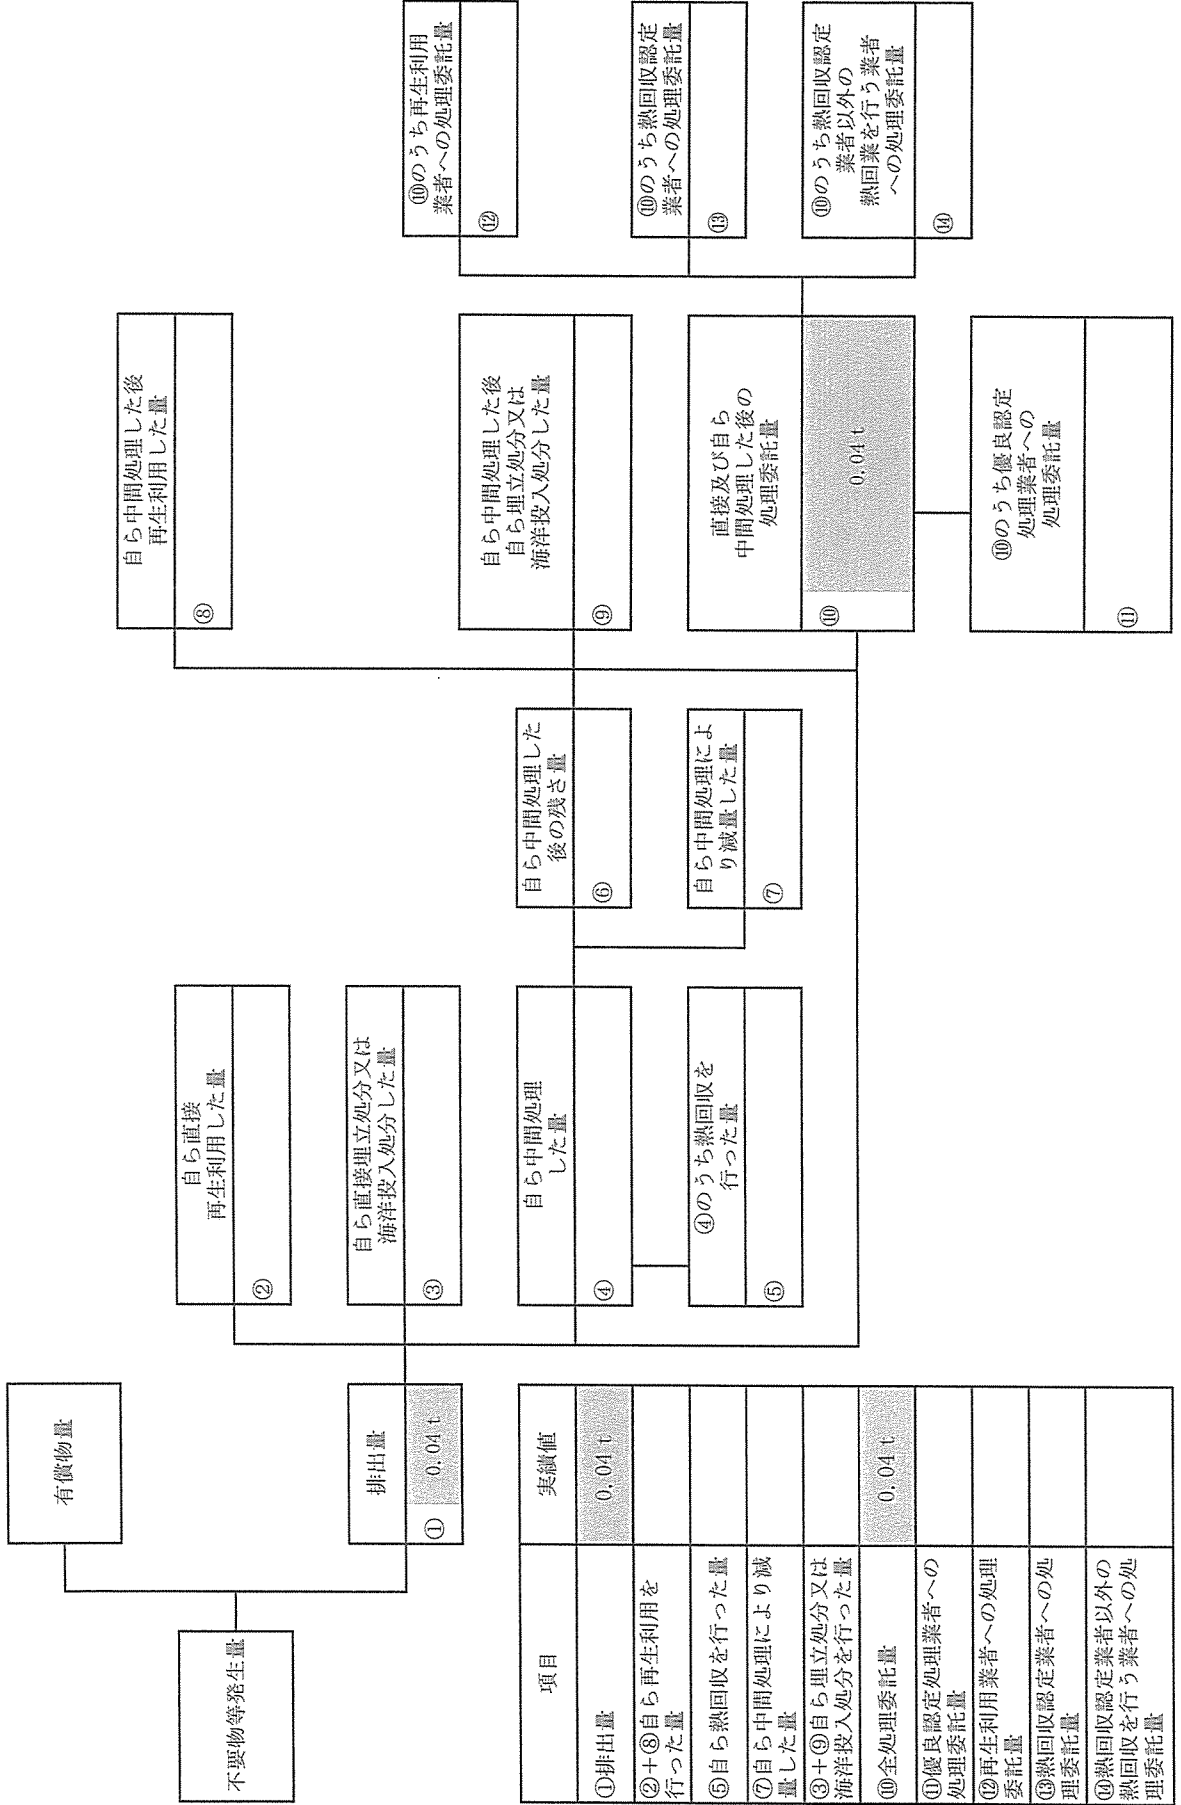 有償物量
不要物等発生量
排出量
①
0.04 t
自ら直接
再生利用した量
②
自ら直接埋立処分又は
海洋投入処分した量
③
自ら中間処理
した量
④
④のうち熱回収を
行った量
⑤
自ら中間処理した
後の残さ量
⑥
自ら中間処理によ
り減量した量
⑦
自ら中間処理した後
再生利用した量
⑧
自ら中間処理した後
自ら埋立処分又は
海洋投入処分した量
⑨
直接及び自ら
中間処理した後の
処理委託量
⑩
0.04 t
⑩のうち優良認定
処理業者への
処理委託量
⑪
⑩のうち再生利用
業者への処理委託量
⑫
⑩のうち熱回収認定
業者への処理委託量
⑬
⑩のうち熱回収認定
業者以外の
熱回業を行う業者
への処理委託量
⑭
項目 実績値
①排出量 0.04 t
②+⑧自ら再生利用を
行った量
⑤自ら熱回収を行った量
⑦自ら中間処理により減
量した量
③+⑨自ら埋立処分又は
海洋投入処分を行った量
⑩全処理委託量 0.04 t
⑪優良認定処理業者への
処理委託量
⑫再生利用業者への処理
委託量
⑬熱回収認定業者への処
理委託量
⑭熱回収認定業者以外の
熱回収を行う業者への処
理委託量